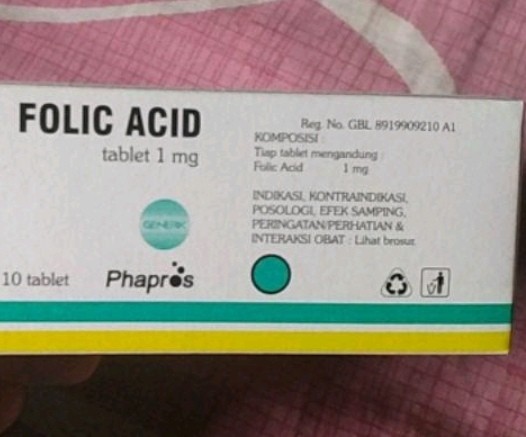 FOLIC ACID
tablet 1 mg
GENERIK
10 tablet
Phapros
Reg. No. GBL 8919909210 A1
KOMPOSISI :
Tiap tablet mengandung :
Folic Acid 1 mg
INDIKASI, KONTRAINDIKASI,
POSOLOGI, EFEK SAMPING,
PERINGATAN/PERHATIAN &
INTERAKSI OBAT : Lihat brosur.